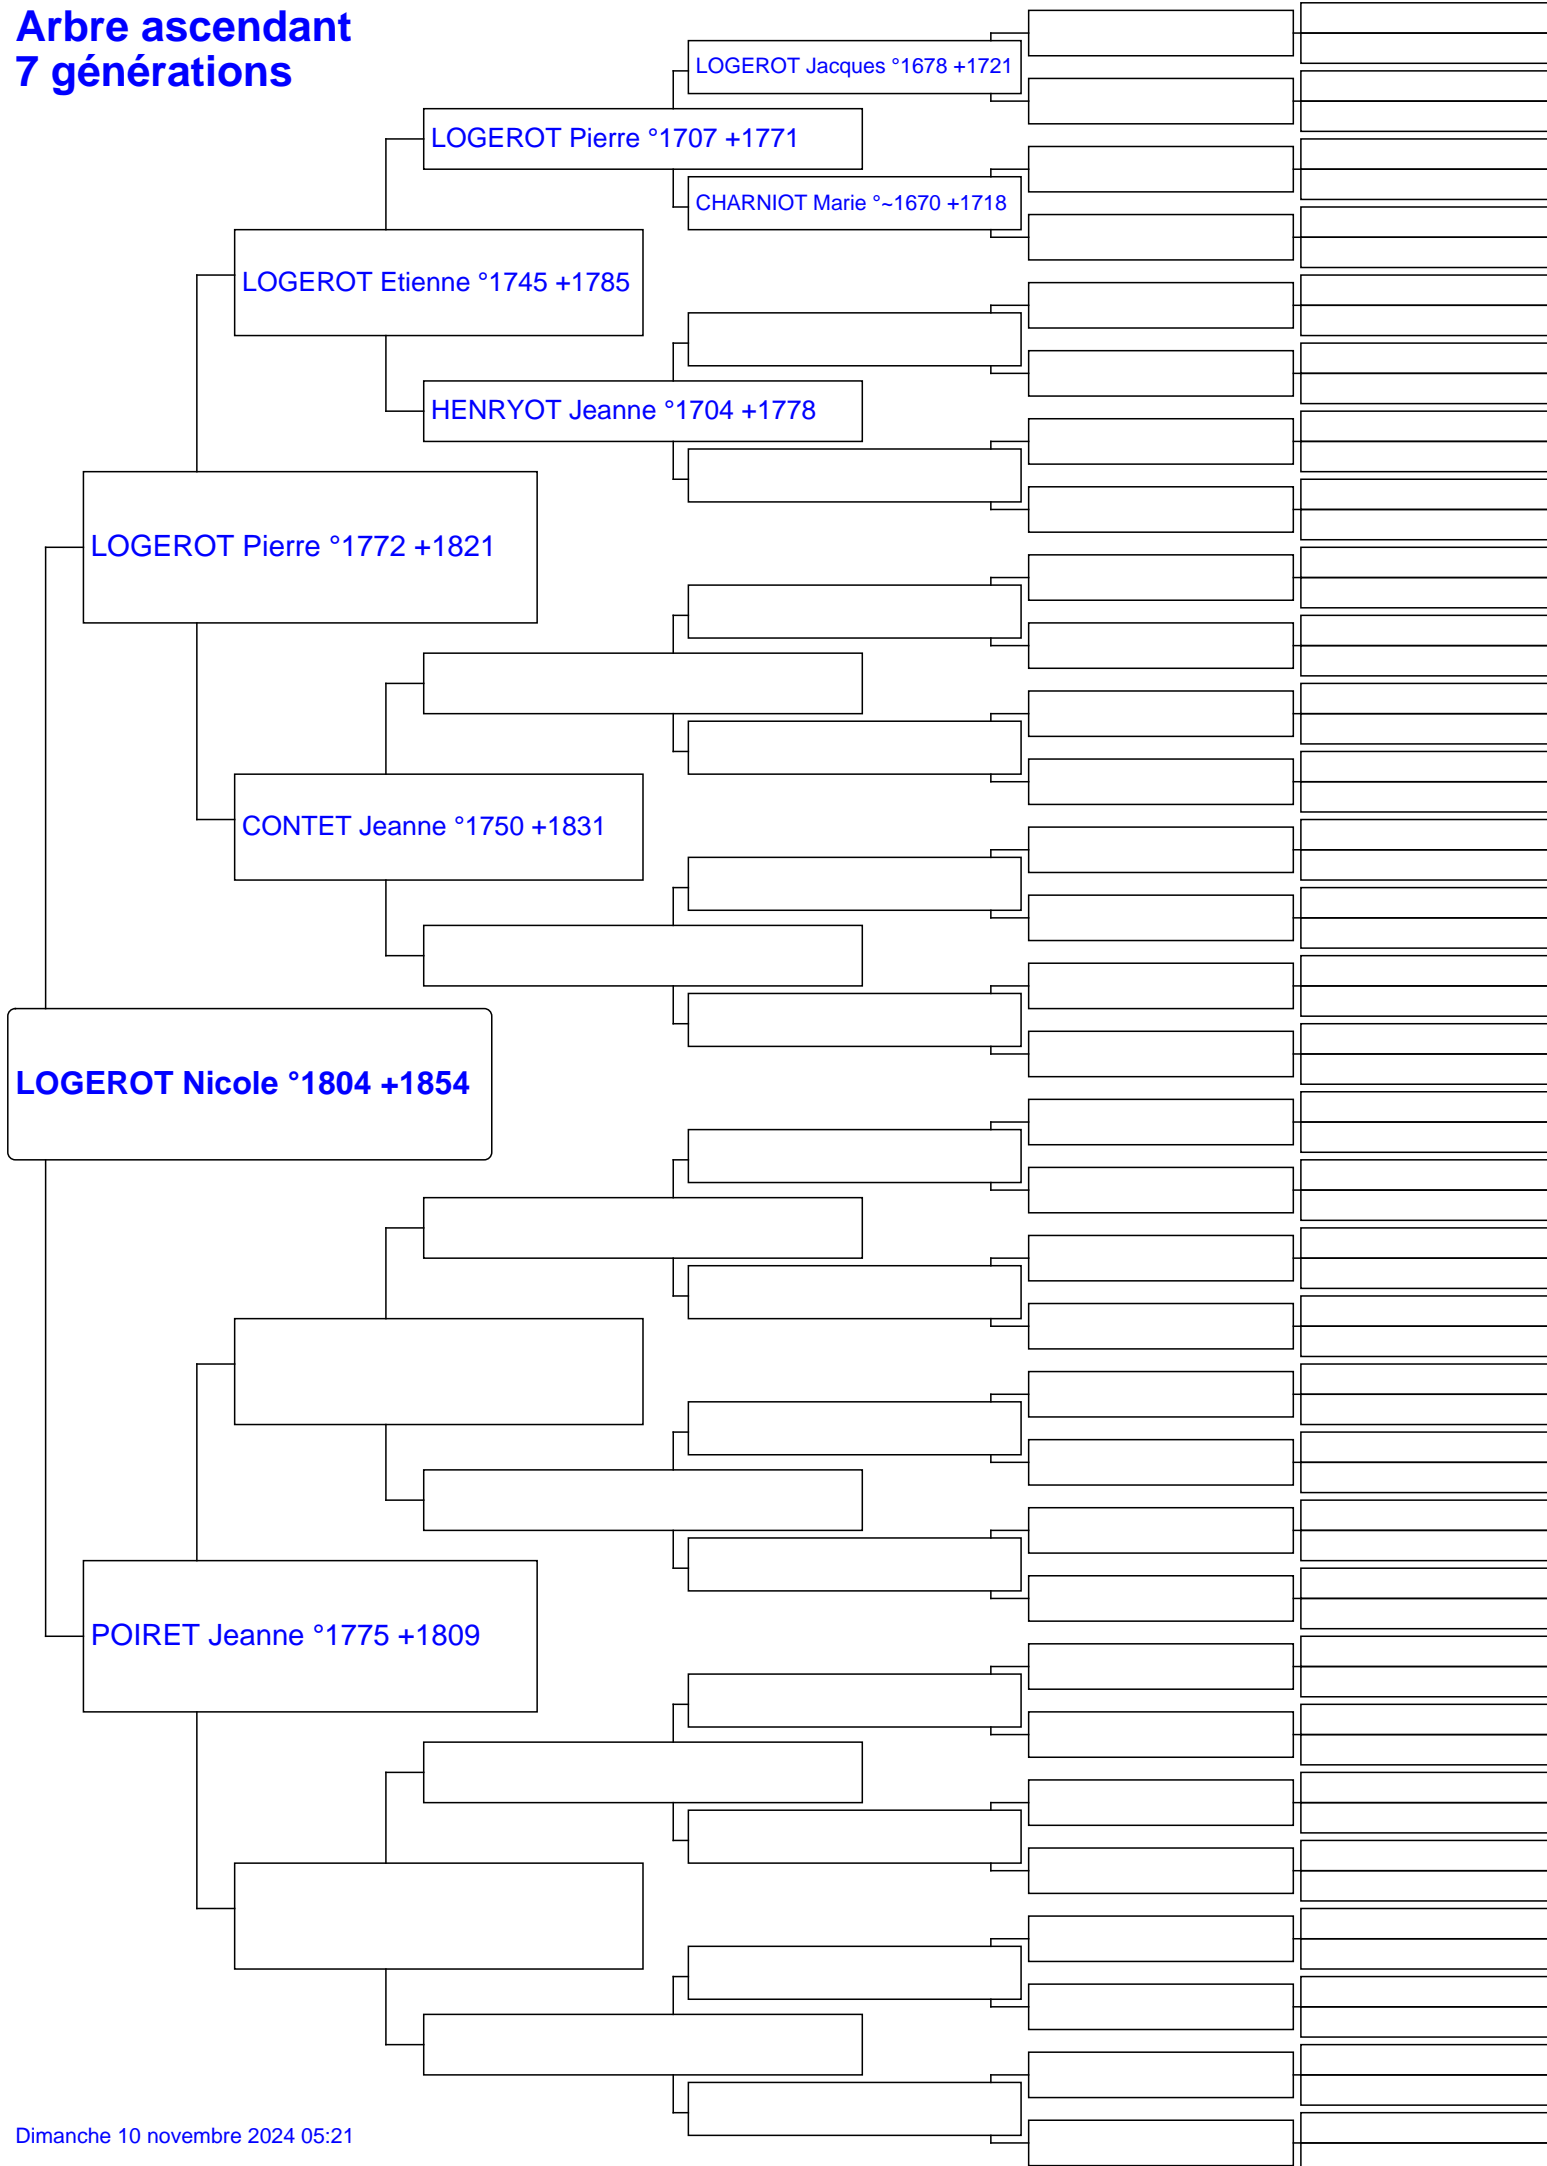 Arbre ascendant
7 générations
LOGEROT Jacques °1678 +1721
LOGEROT Pierre °1707 +1771
CHARNIOT Marie °~1670 +1718
LOGEROT Etienne °1745 +1785
HENRYOT Jeanne °1704 +1778
LOGEROT Pierre °1772 +1821
CONTET Jeanne °1750 +1831
LOGEROT Nicole °1804 +1854
POIRET Jeanne °1775 +1809
Dimanche 10 novembre 2024 05:21